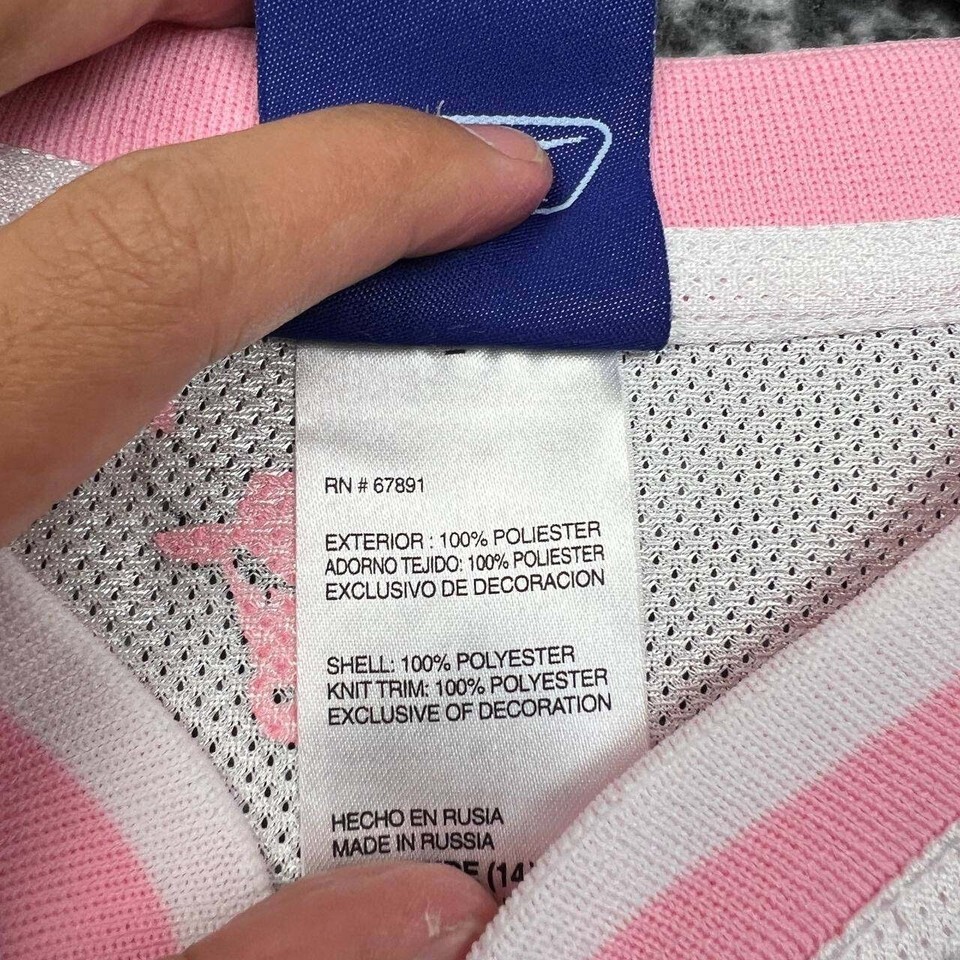 RN # 67891
EXTERIOR : 100% POLIESTER
ADORNO TEJIDO: 100% POLIESTER
EXCLUSIVO DE DECORACION
SHELL: 100% POLYESTER
KNIT TRIM: 100% POLYESTER
EXCLUSIVE OF DECORATION
HECHO EN RUSIA
MADE IN RUSSIA
(14